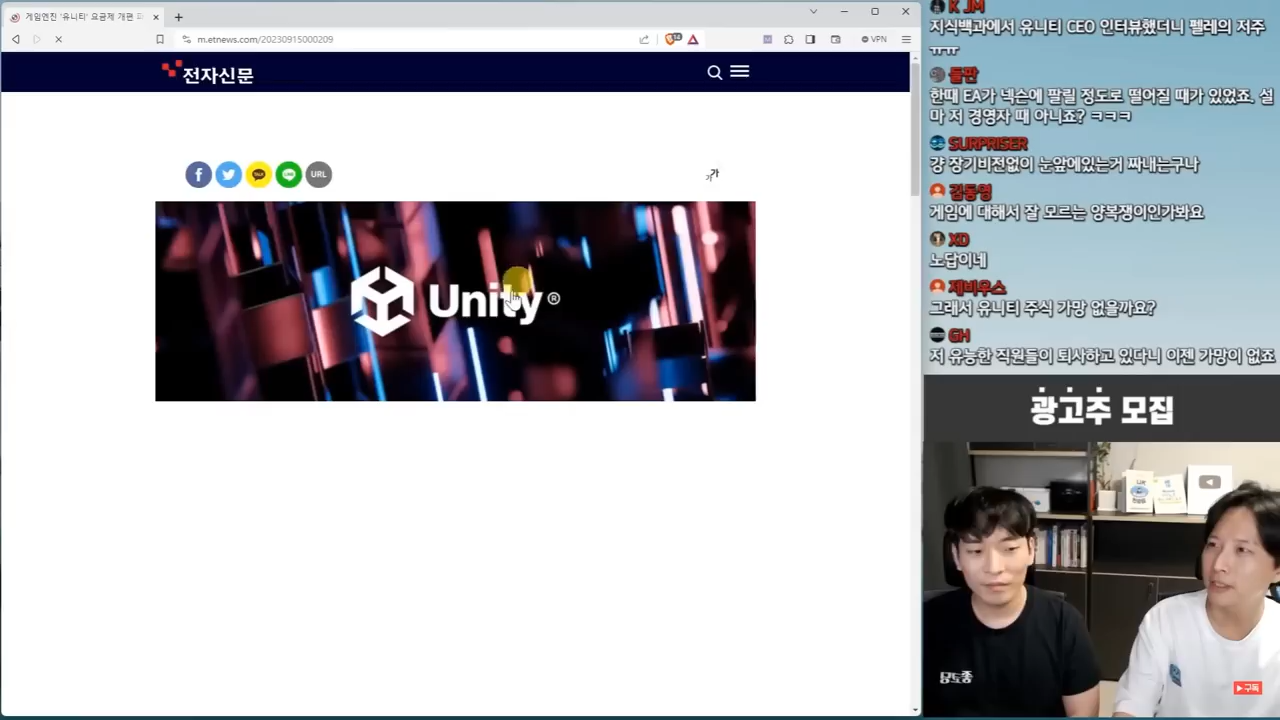 게임엔진 '유니티' 요금제 개편
m.etnews.com/20230915000209
VPN
전자신문
TALK
LINE
URL
가가
Unity®
K JM
지식백과에서 유니티 CEO 인터뷰했더니 펠레의 저주
ㅠㅠ
들판
한때 EA가 넥슨에 팔릴 정도로 떨어질 때가 있었죠. 설
마 저 경영자 때 아니죠? ㅋㅋㅋ
SURPRISER
걍 장기비전없이 눈앞에있는거 짜내는구나
김동영
게임에 대해서 잘 모르는 양복쟁이인가봐요
XD
노답이네
제비우스
그래서 유니티 주식 가망 없을까요?
GH
저 유능한 직원들이 퇴사하고 있다니 이젠 가망이 없죠
광고주 모집
구독